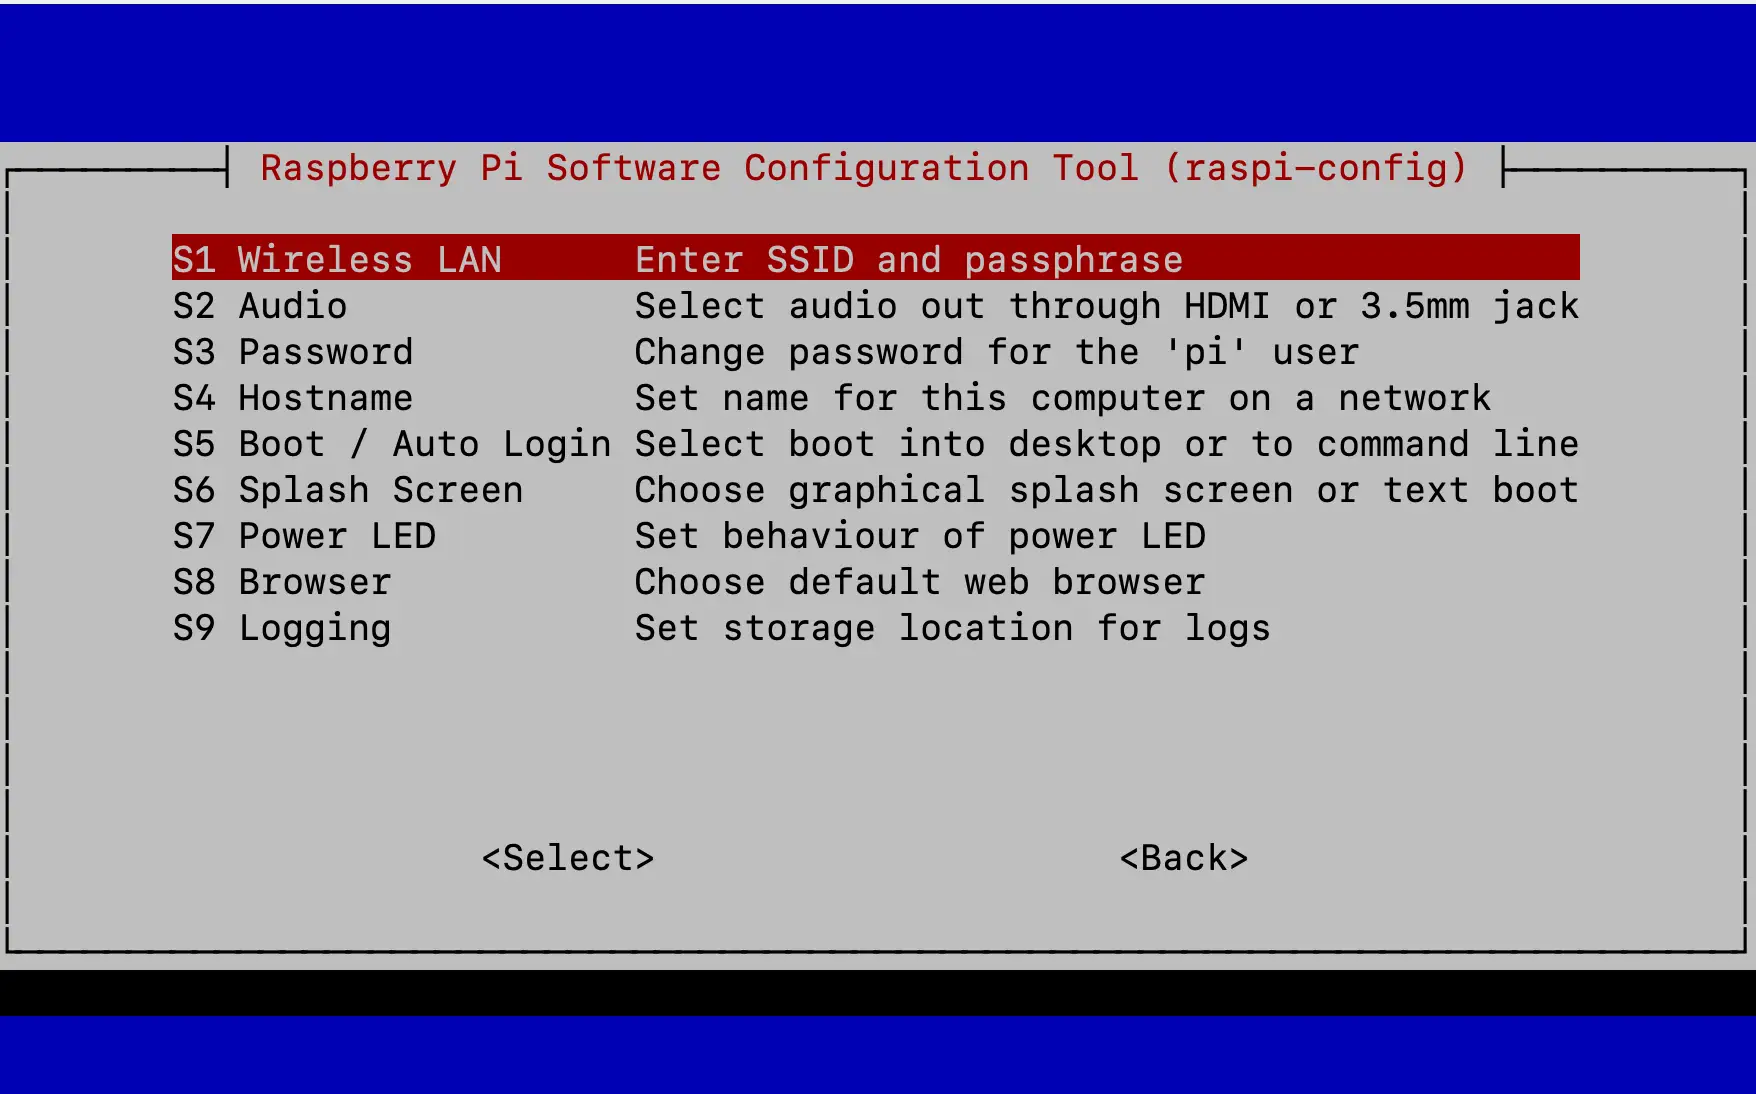 Raspberry Pi Software Configuration Tool (raspi-config)
S1 Wireless LAN Enter SSID and passphrase
S2 Audio Select audio out through HDMI or 3.5mm jack
S3 Password Change password for the 'pi' user
S4 Hostname Set name for this computer on a network
S5 Boot / Auto Login Select boot into desktop or to command line
S6 Splash Screen Choose graphical splash screen or text boot
S7 Power LED Set behaviour of power LED
S8 Browser Choose default web browser
S9 Logging Set storage location for logs
<Select> <Back>